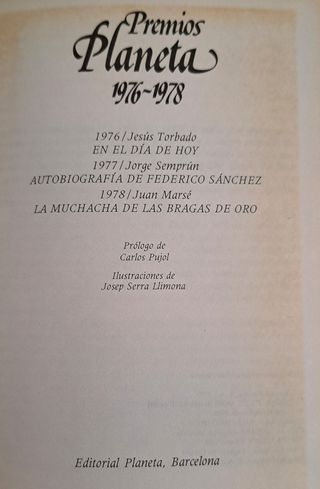 Premios
Planeta
1976~1978
1976/Jesús Torbado
EN EL DÍA DE HOY
1977/Jorge Semprún
AUTOBIOGRAFÍA DE FEDERICO SÁNCHEZ
1978/Juan Marsé
LA MUCHACHA DE LAS BRAGAS DE ORO
Prólogo de
Carlos Pujol
Ilustraciones de
Josep Serra Llimona
Editorial Planeta, Barcelona